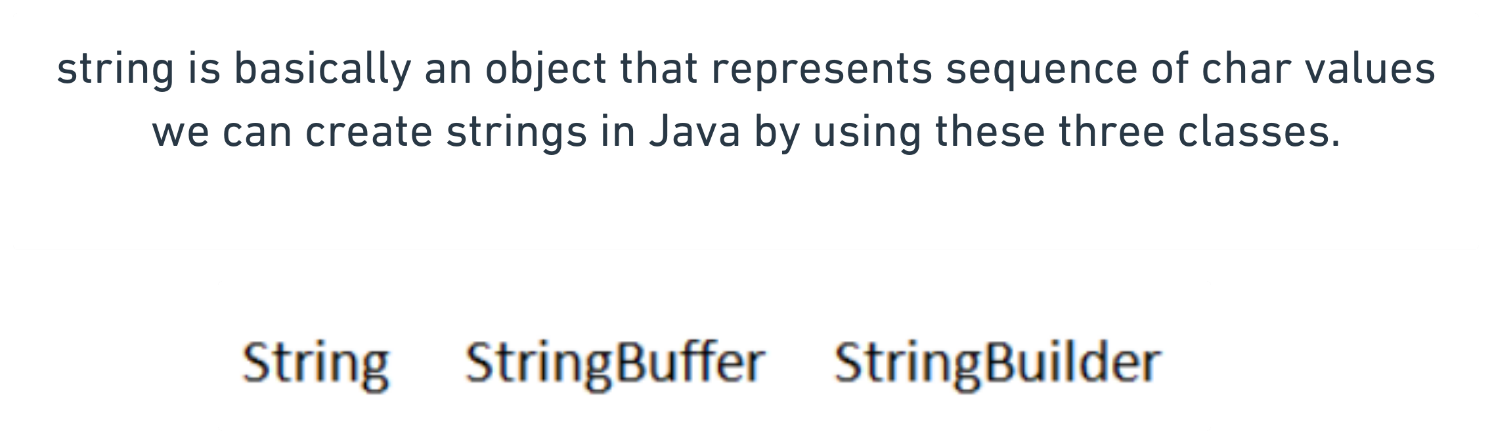 string is basically an object that represents sequence of char values
we can create strings in Java by using these three classes.
String StringBuffer StringBuilder